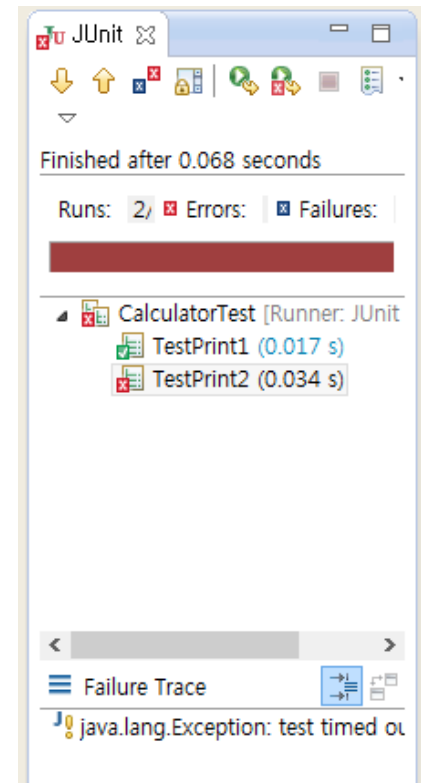 JUnit
Finished after 0.068 seconds
Runs: 2/ Errors: Failures:
CalculatorTest [Runner: JUnit
TestPrint1 (0.017 s)
TestPrint2 (0.034 s)
Failure Trace
java.lang.Exception: test timed ou